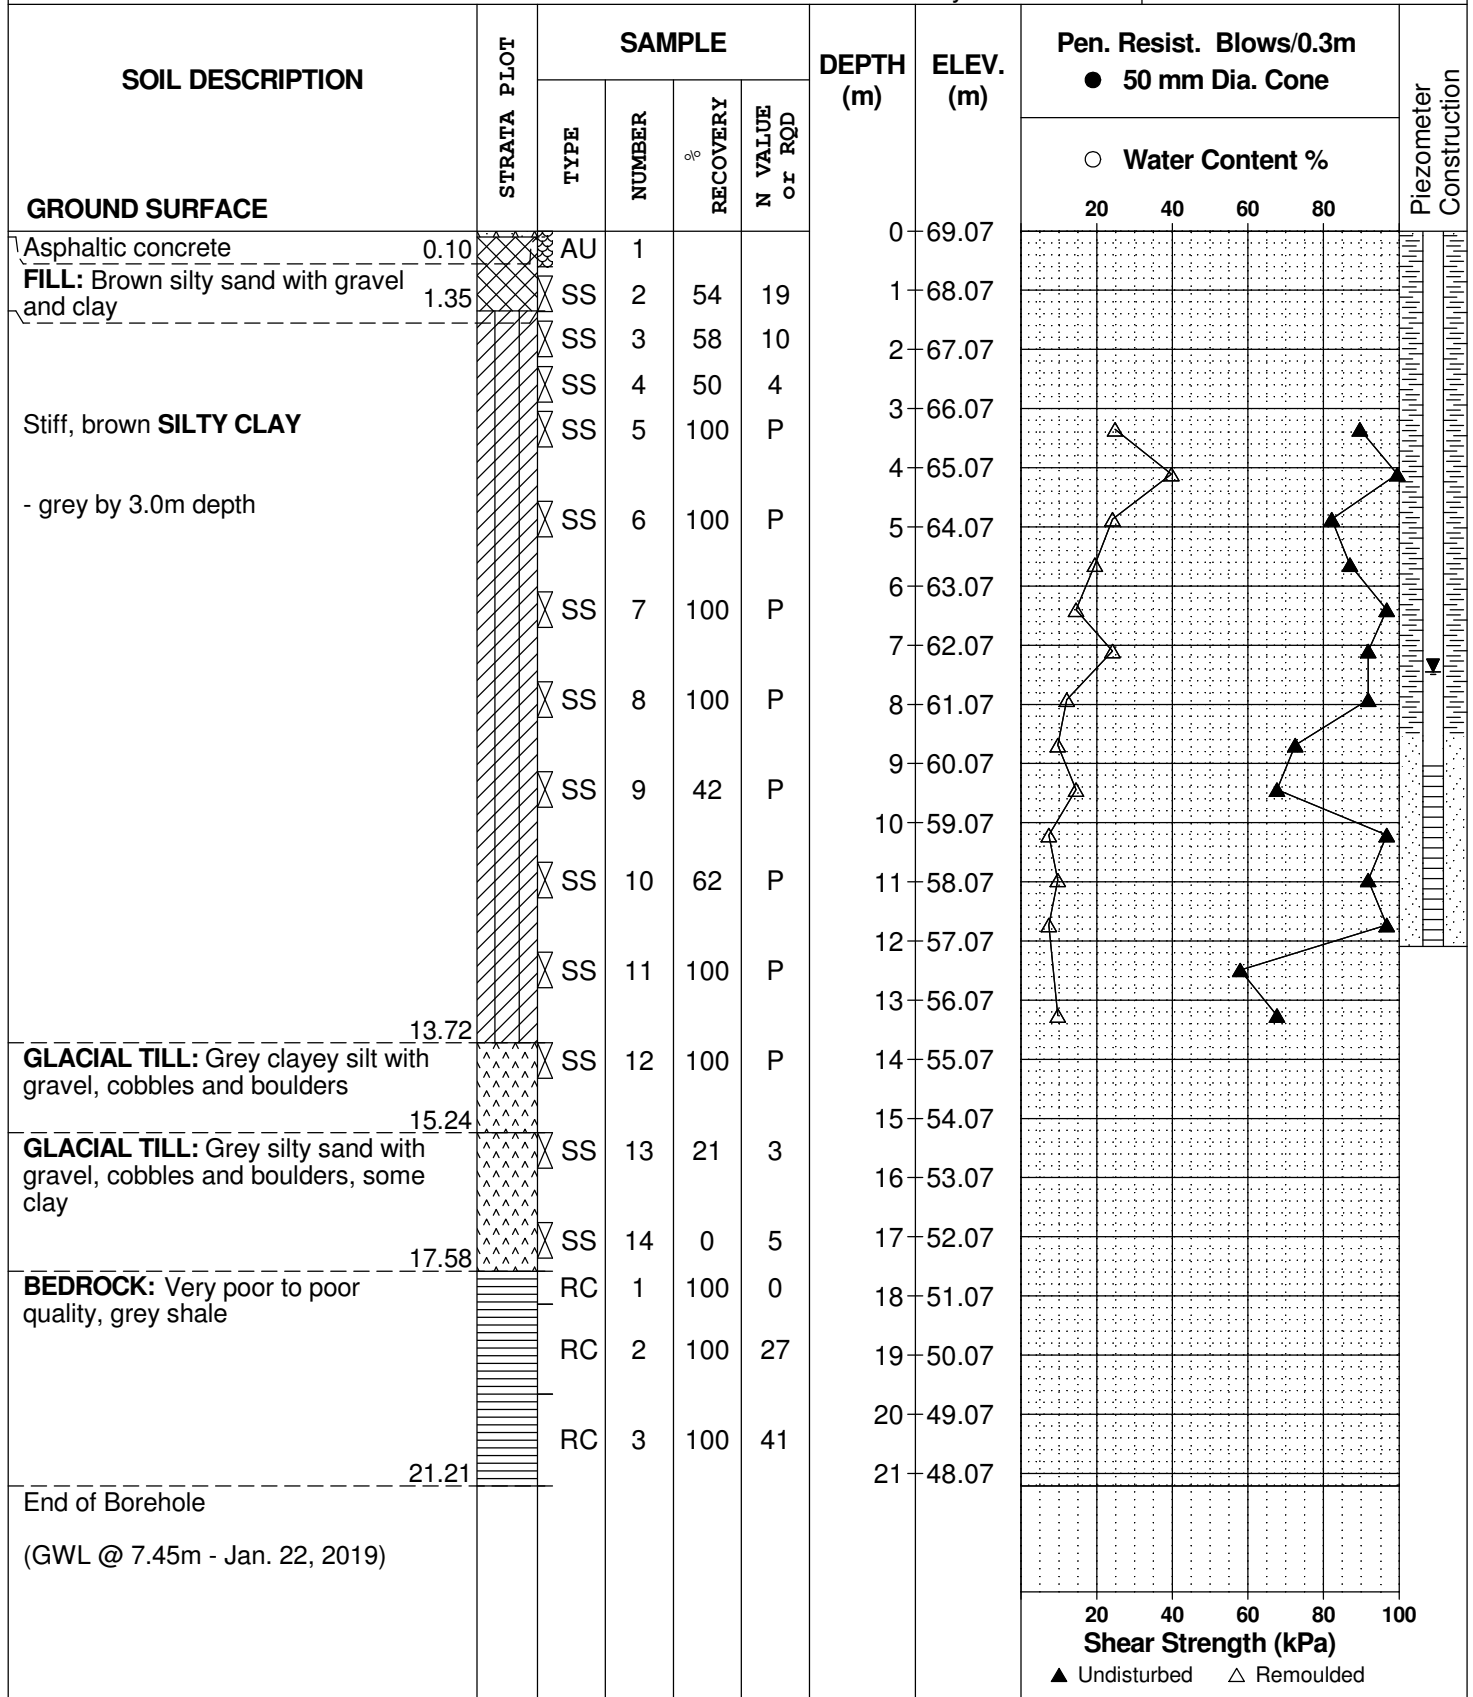 SOIL DESCRIPTION
GROUND SURFACE
STRATA PLOT
SAMPLE
TYPE
NUMBER
% RECOVERY
N VALUE or RQD
DEPTH (m)
ELEV. (m)
Pen. Resist. Blows/0.3m
● 50 mm Dia. Cone
○ Water Content %
20 40 60 80
Piezometer Construction
Asphaltic concrete 0.10
FILL: Brown silty sand with gravel
and clay 1.35
Stiff, brown SILTY CLAY
- grey by 3.0m depth
13.72
GLACIAL TILL: Grey clayey silt with
gravel, cobbles and boulders
15.24
GLACIAL TILL: Grey silty sand with
gravel, cobbles and boulders, some
clay
17.58
BEDROCK: Very poor to poor
quality, grey shale
21.21
End of Borehole
(GWL @ 7.45m - Jan. 22, 2019)
AU 1
SS 2 54 19
SS 3 58 10
SS 4 50 4
SS 5 100 P
SS 6 100 P
SS 7 100 P
SS 8 100 P
SS 9 42 P
SS 10 62 P
SS 11 100 P
SS 12 100 P
SS 13 21 3
SS 14 0 5
RC 1 100 0
RC 2 100 27
RC 3 100 41
0 69.07
1 68.07
2 67.07
3 66.07
4 65.07
5 64.07
6 63.07
7 62.07
8 61.07
9 60.07
10 59.07
11 58.07
12 57.07
13 56.07
14 55.07
15 54.07
16 53.07
17 52.07
18 51.07
19 50.07
20 49.07
21 48.07
20 40 60 80 100
Shear Strength (kPa)
▲ Undisturbed △ Remoulded